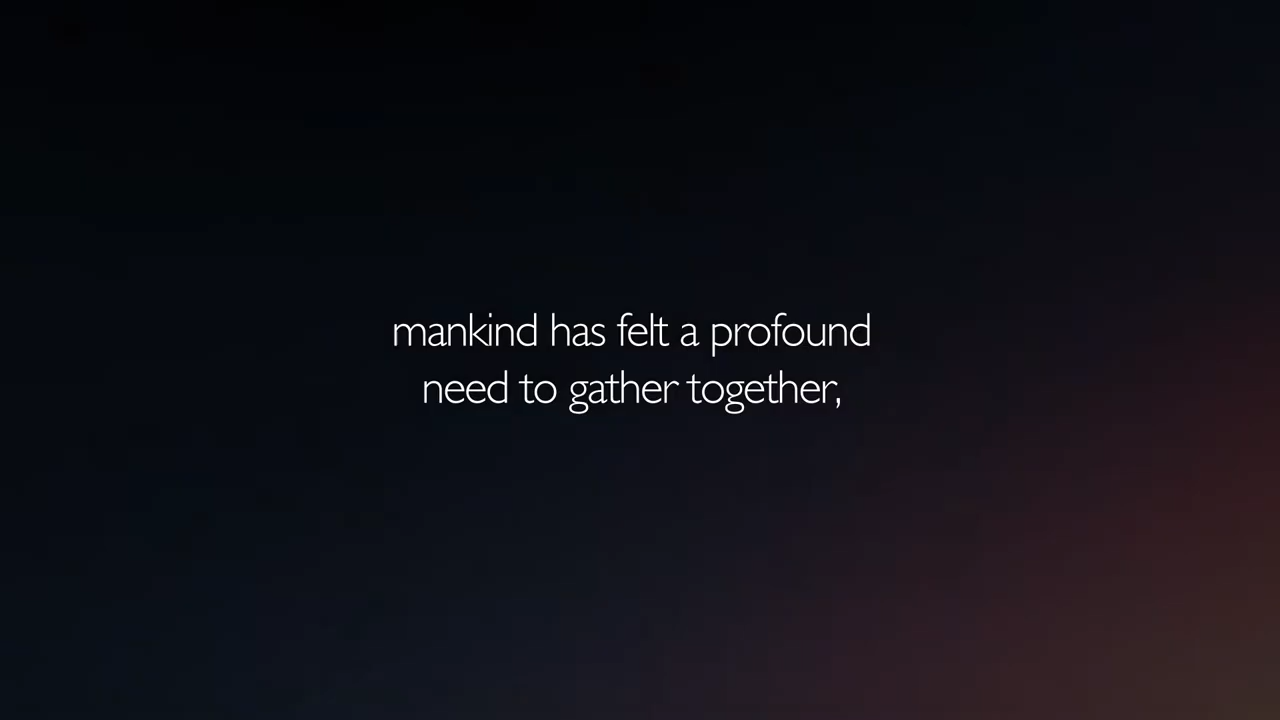 mankind has felt a profound
need to gather together,